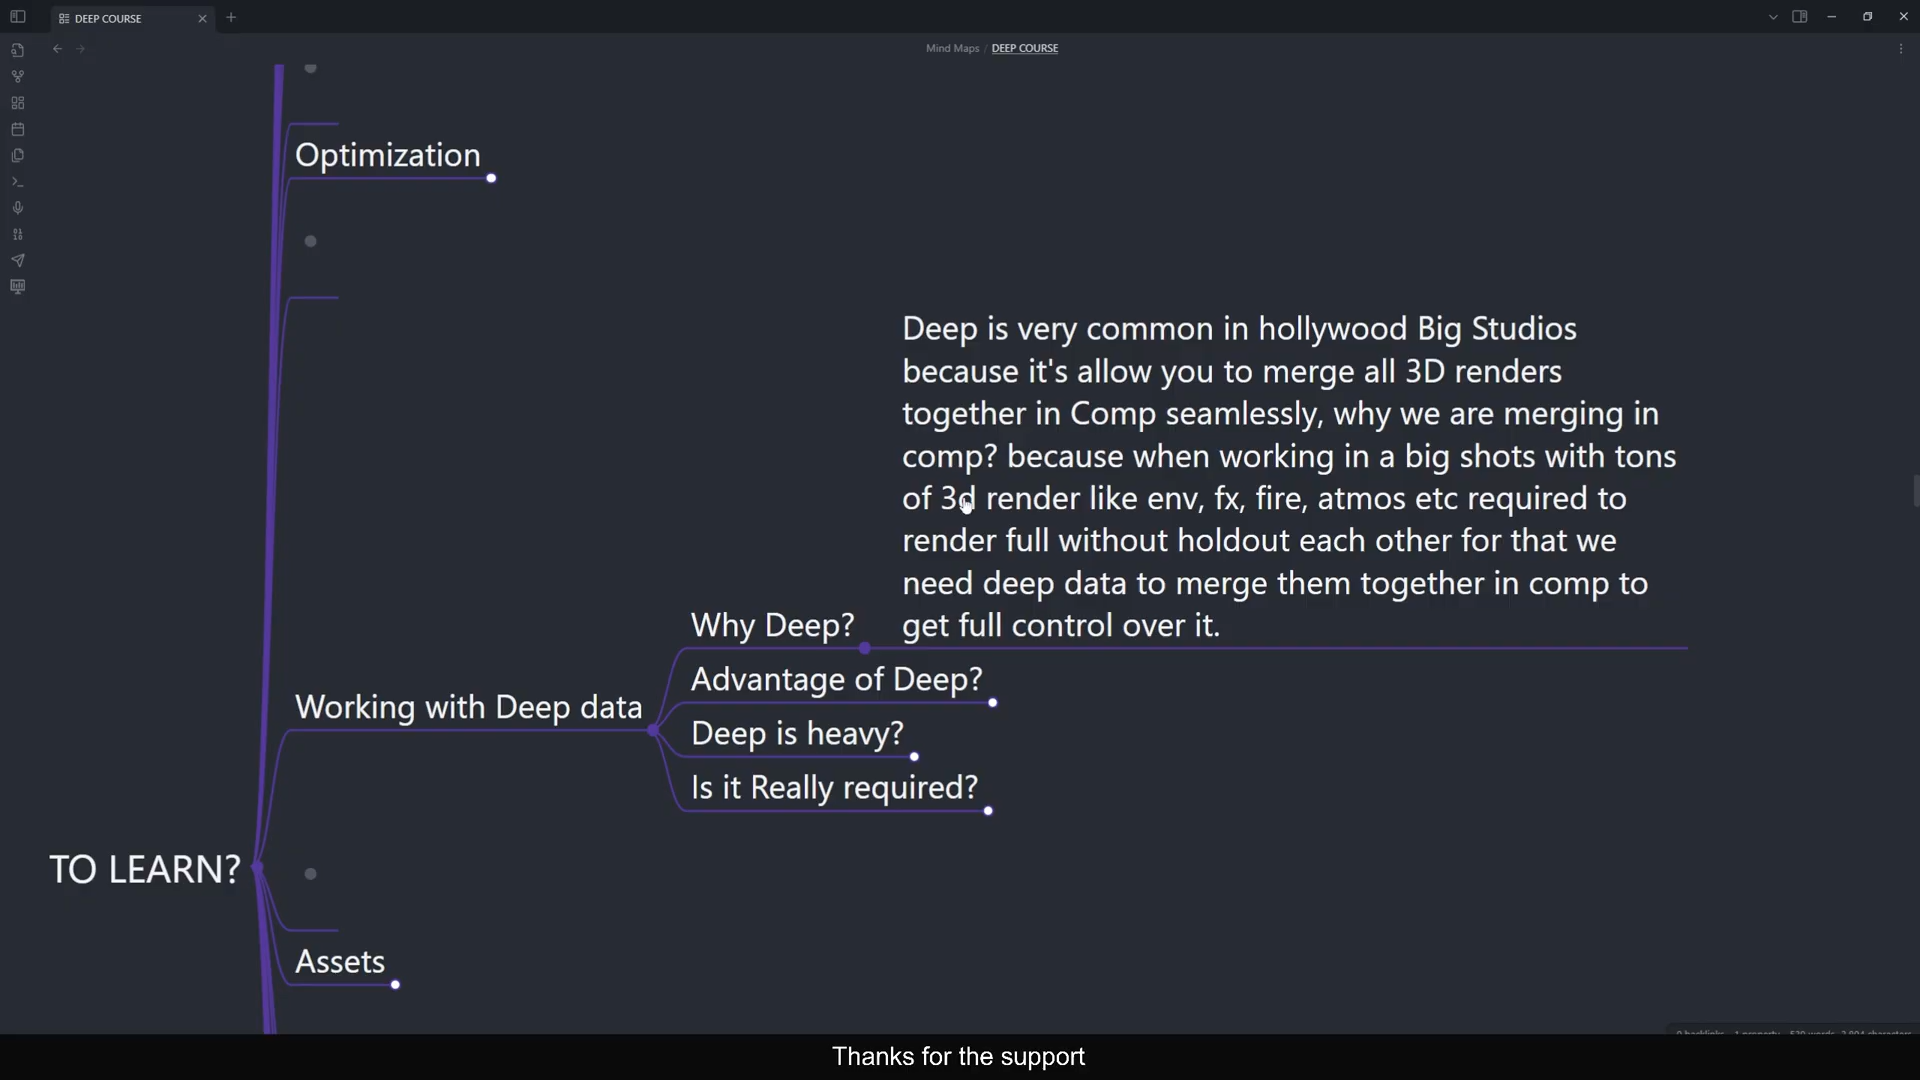 DEEP COURSE
Mind Maps / DEEP COURSE
Optimization
Deep is very common in hollywood Big Studios
because it's allow you to merge all 3D renders
together in Comp seamlessly, why we are merging in
comp? because when working in a big shots with tons
of 3d render like env, fx, fire, atmos etc required to
render full without holdout each other for that we
need deep data to merge them together in comp to
get full control over it.
Why Deep?
Advantage of Deep?
Working with Deep data
Deep is heavy?
Is it Really required?
TO LEARN?
Assets
Thanks for the support